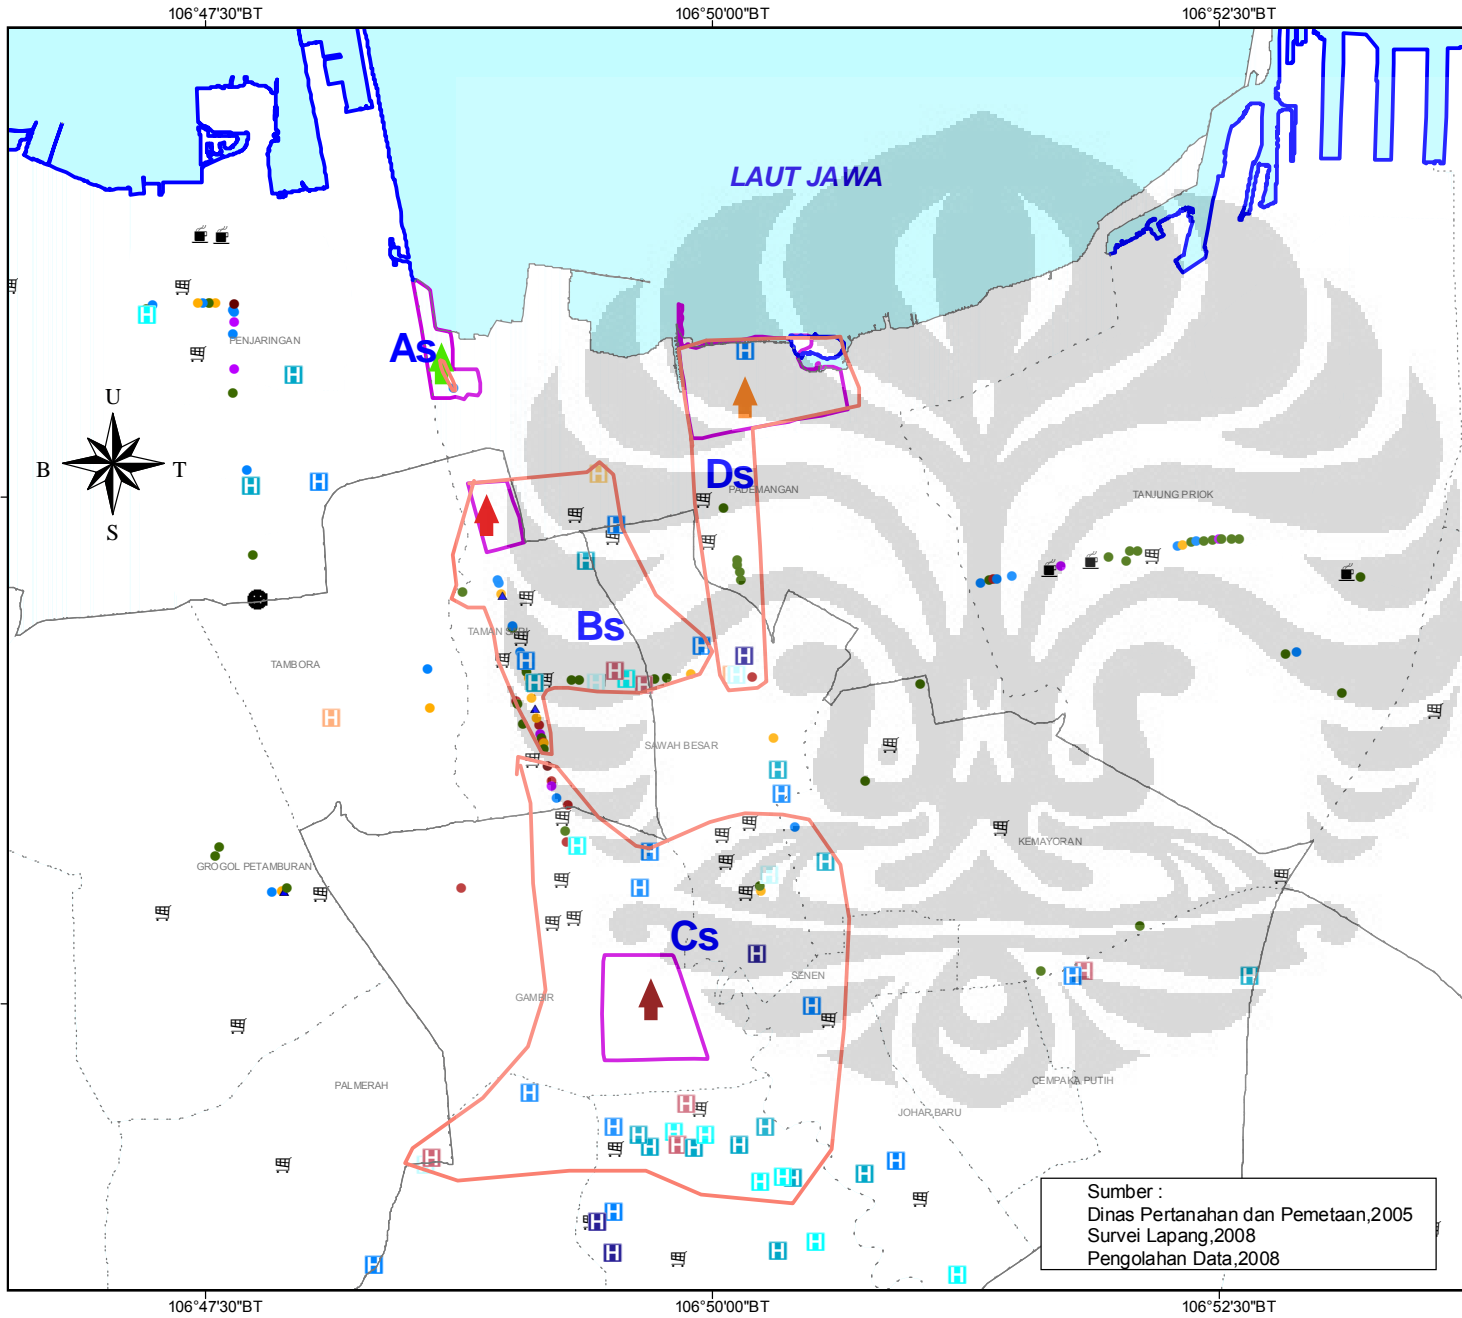 106°47'30"BT 106°50'00"BT 106°52'30"BT
LAUT JAWA
PENJARINGAN
As
U
B T
S
Ds
PADEMANGAN
TANJUNG PRIOK
Bs
TAMAN SARI
TAMBORA
SAWAH BESAR
KEMAYORAN
GROGOL PETAMBURAN
Cs
SENEN
GAMBIR
CEMPAKA PUTIH
PALMERAH
JOHAR BARU
Sumber :
Dinas Pertanahan dan Pemetaan,2005
Survei Lapang,2008
Pengolahan Data,2008
106°47'30"BT 106°50'00"BT 106°52'30"BT